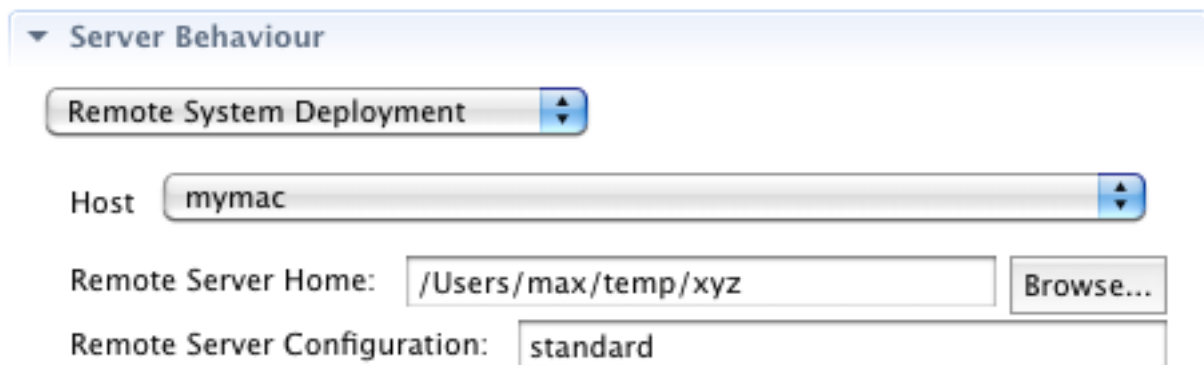 Server Behaviour
Remote System Deployment
Host mymac
Remote Server Home: /Users/max/temp/xyz Browse...
Remote Server Configuration: standard